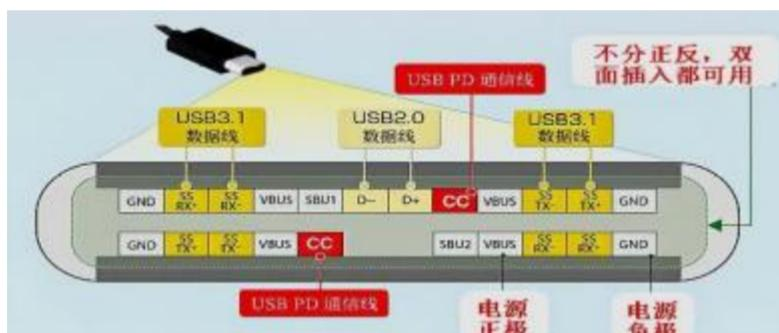 不分正反，双
面插入都可用
USB PD 通信线
USB3.1
数据线
USB2.0
数据线
USB3.1
数据线
GND SS RX+ SS RX- VBUS SBU1 D- D+ CC VBUS SS TX- SS TX+ GND
GND SS TX+ SS TX- VBUS CC SBU2 VBUS SS RX- SS RX+ GND
USB PD 通信线
电源
正极
电源
负极